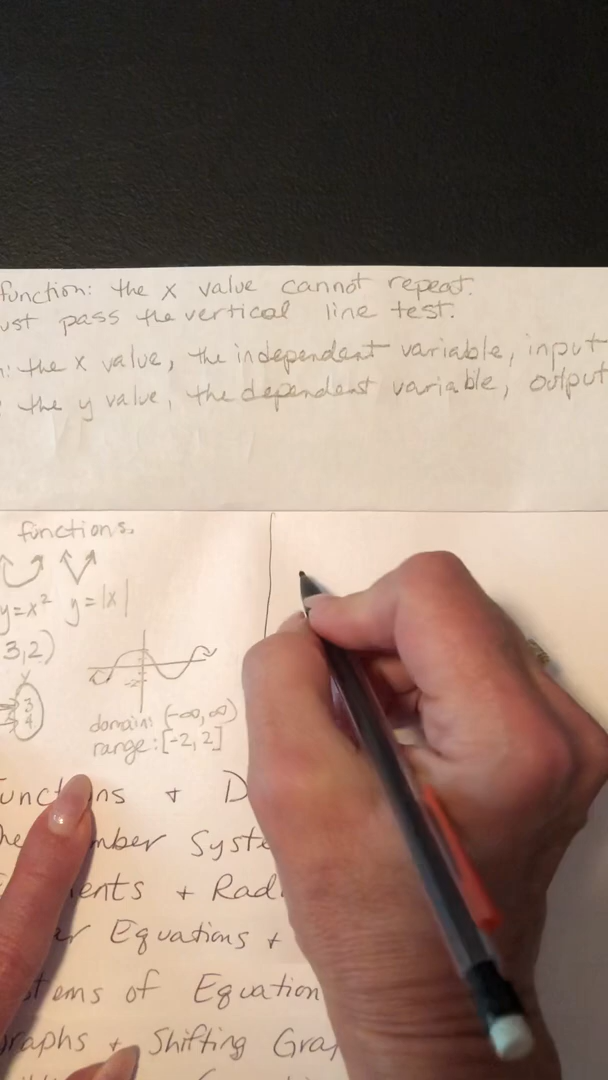 function: the x value cannot repeat.
ust pass the vertical line test.
n: the x value, the independent variable, input
the y value, the dependent variable, output
functions.
y=x² y=|x|
3,2)
y
3
4
-2
domain: (-∞,∞)
range: [-2,2]
unctions + D
mber Syste
ents + Rad
Equations +
tems of Equation
raphs + Shifting Gra